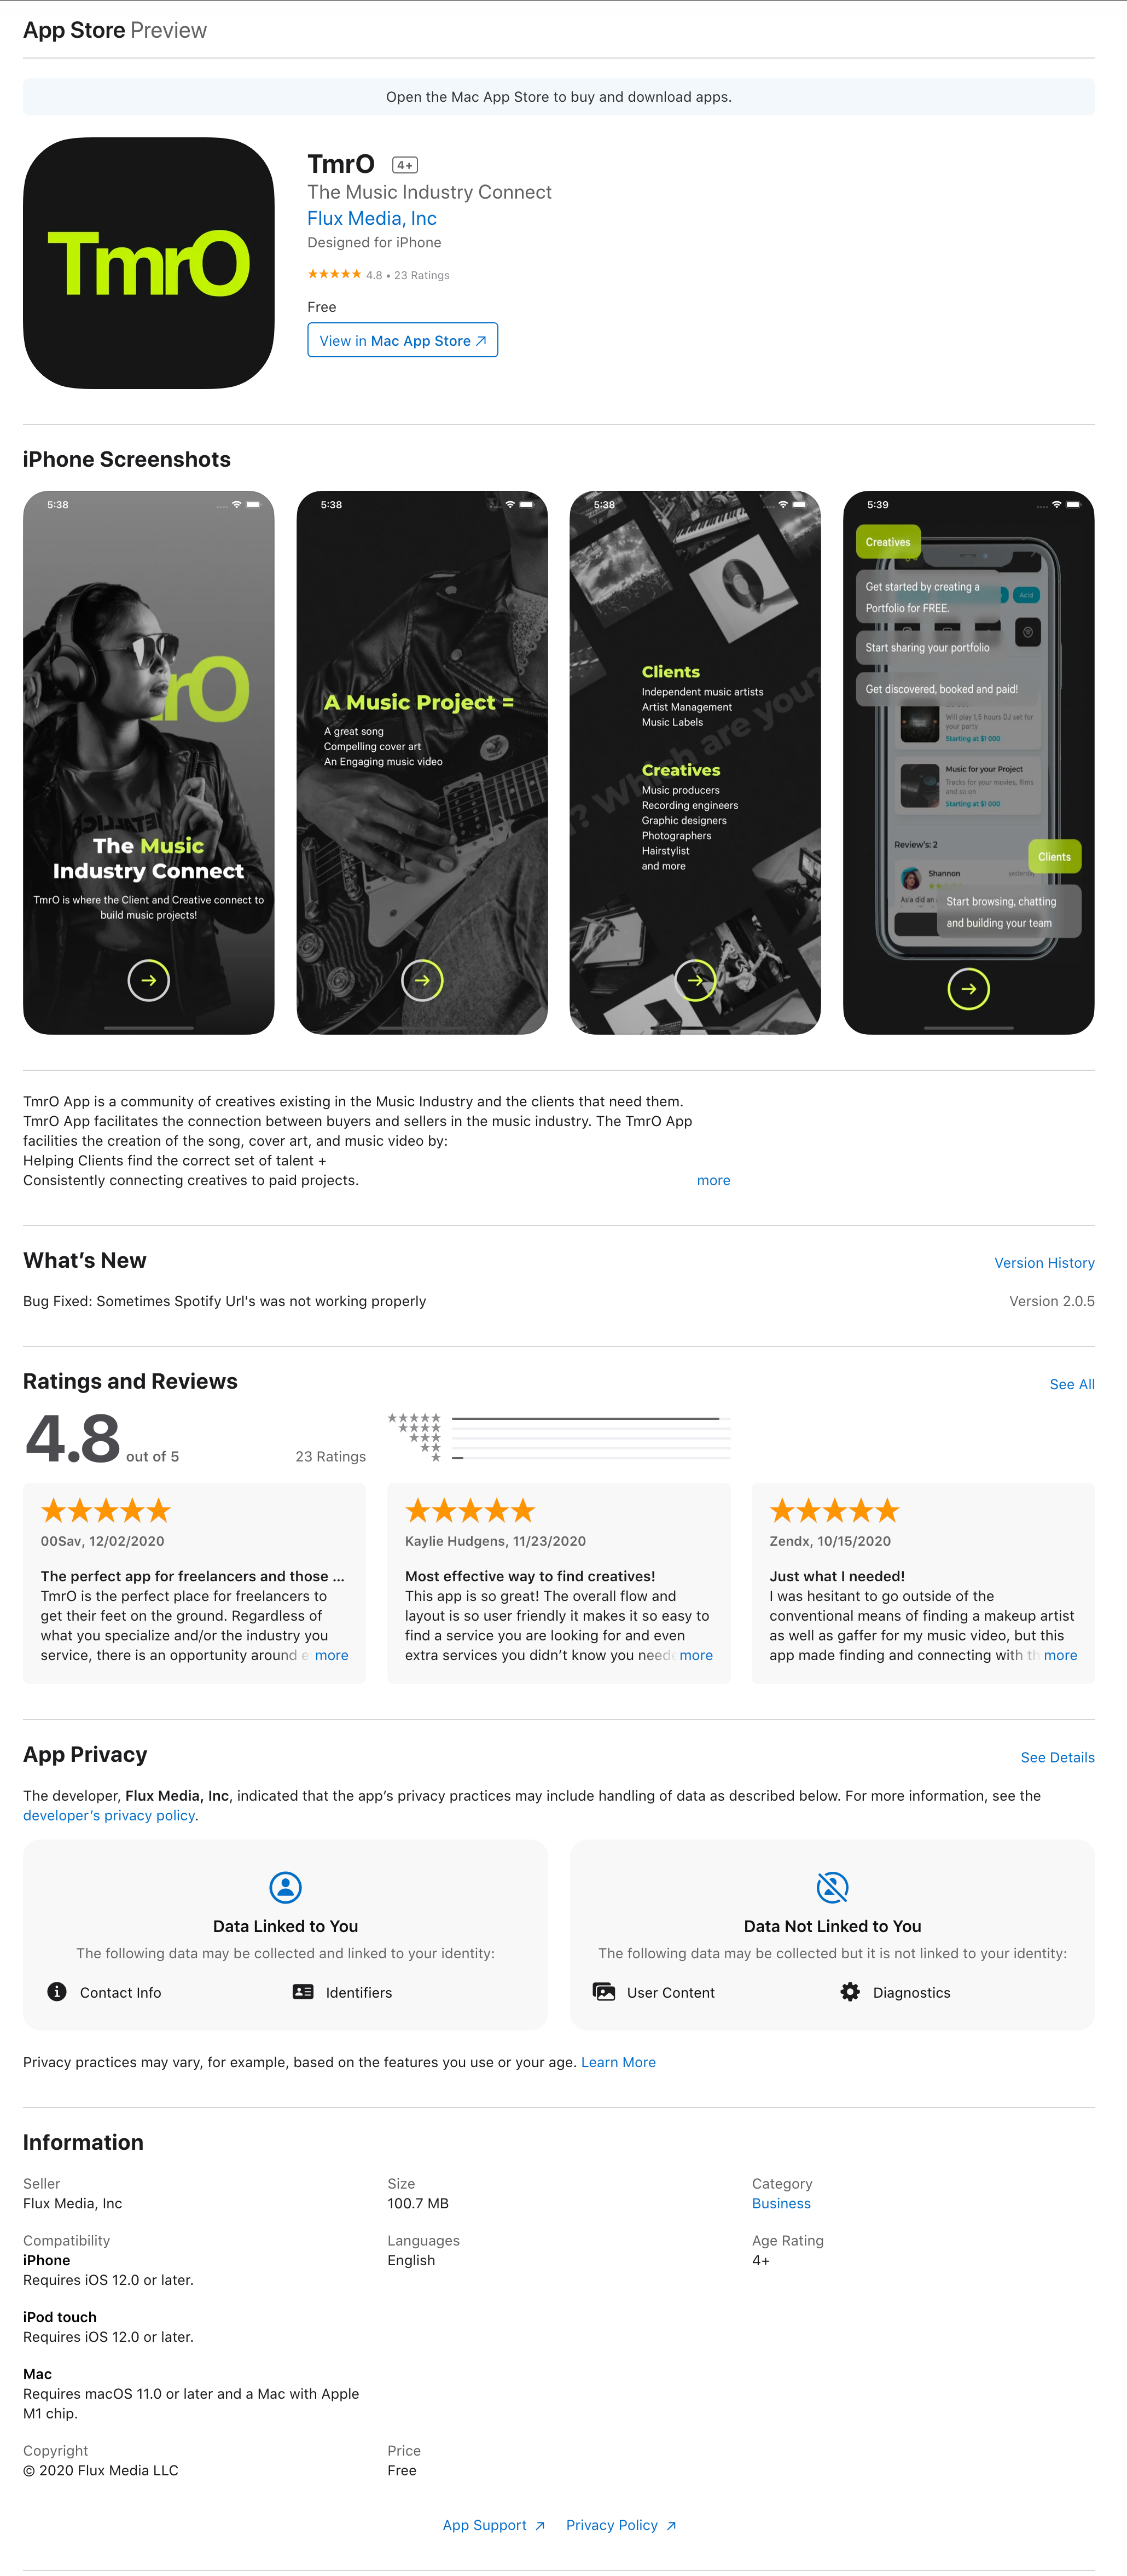 App Store Preview
Open the Mac App Store to buy and download apps.
TmrO
TmrO 4+
The Music Industry Connect
Flux Media, Inc
Designed for iPhone
4.8 • 23 Ratings
Free
View in Mac App Store
iPhone Screenshots
5:38
rO
The Music
Industry Connect
TmrO is where the Client and Creative connect to
build music projects!
5:38
A Music Project =
A great song
Compelling cover art
An Engaging music video
5:38
? Which are you?
Clients
Independent music artists
Artist Management
Music Labels
Creatives
Music producers
Recording engineers
Graphic designers
Photographers
Hairstylist
and more
5:39
Creatives
Get started by creating a
Portfolio for FREE.
Acid
Start sharing your portfolio
Get discovered, booked and paid!
Will play 1,5 hours DJ set for
your party
Starting at $1 000
Music for your Project
Tracks for your movies, films
and so on
Starting at $1 000
Review's: 2
Clients
Shannon
Start browsing, chatting
and building your team
TmrO App is a community of creatives existing in the Music Industry and the clients that need them.
TmrO App facilitates the connection between buyers and sellers in the music industry. The TmrO App
facilities the creation of the song, cover art, and music video by:
Helping Clients find the correct set of talent +
Consistently connecting creatives to paid projects. more
What's New Version History
Bug Fixed: Sometimes Spotify Url's was not working properly Version 2.0.5
Ratings and Reviews See All
4.8 out of 5 23 Ratings
00Sav, 12/02/2020
The perfect app for freelancers and those ...
TmrO is the perfect place for freelancers to
get their feet on the ground. Regardless of
what you specialize and/or the industry you
service, there is an opportunity around more
Kaylie Hudgens, 11/23/2020
Most effective way to find creatives!
This app is so great! The overall flow and
layout is so user friendly it makes it so easy to
find a service you are looking for and even
extra services you didn't know you more
Zendx, 10/15/2020
Just what I needed!
I was hesitant to go outside of the
conventional means of finding a makeup artist
as well as gaffer for my music video, but this
app made finding and connecting with more
App Privacy See Details
The developer, Flux Media, Inc, indicated that the app's privacy practices may include handling of data as described below. For more information, see the
developer's privacy policy.
Data Linked to You
The following data may be collected and linked to your identity:
Contact Info Identifiers
Data Not Linked to You
The following data may be collected but it is not linked to your identity:
User Content Diagnostics
Privacy practices may vary, for example, based on the features you use or your age. Learn More
Information
Seller
Flux Media, Inc
Size
100.7 MB
Category
Business
Compatibility
iPhone
Requires iOS 12.0 or later.
iPod touch
Requires iOS 12.0 or later.
Mac
Requires macOS 11.0 or later and a Mac with Apple
M1 chip.
Languages
English
Age Rating
4+
Copyright
© 2020 Flux Media LLC
Price
Free
App Support Privacy Policy